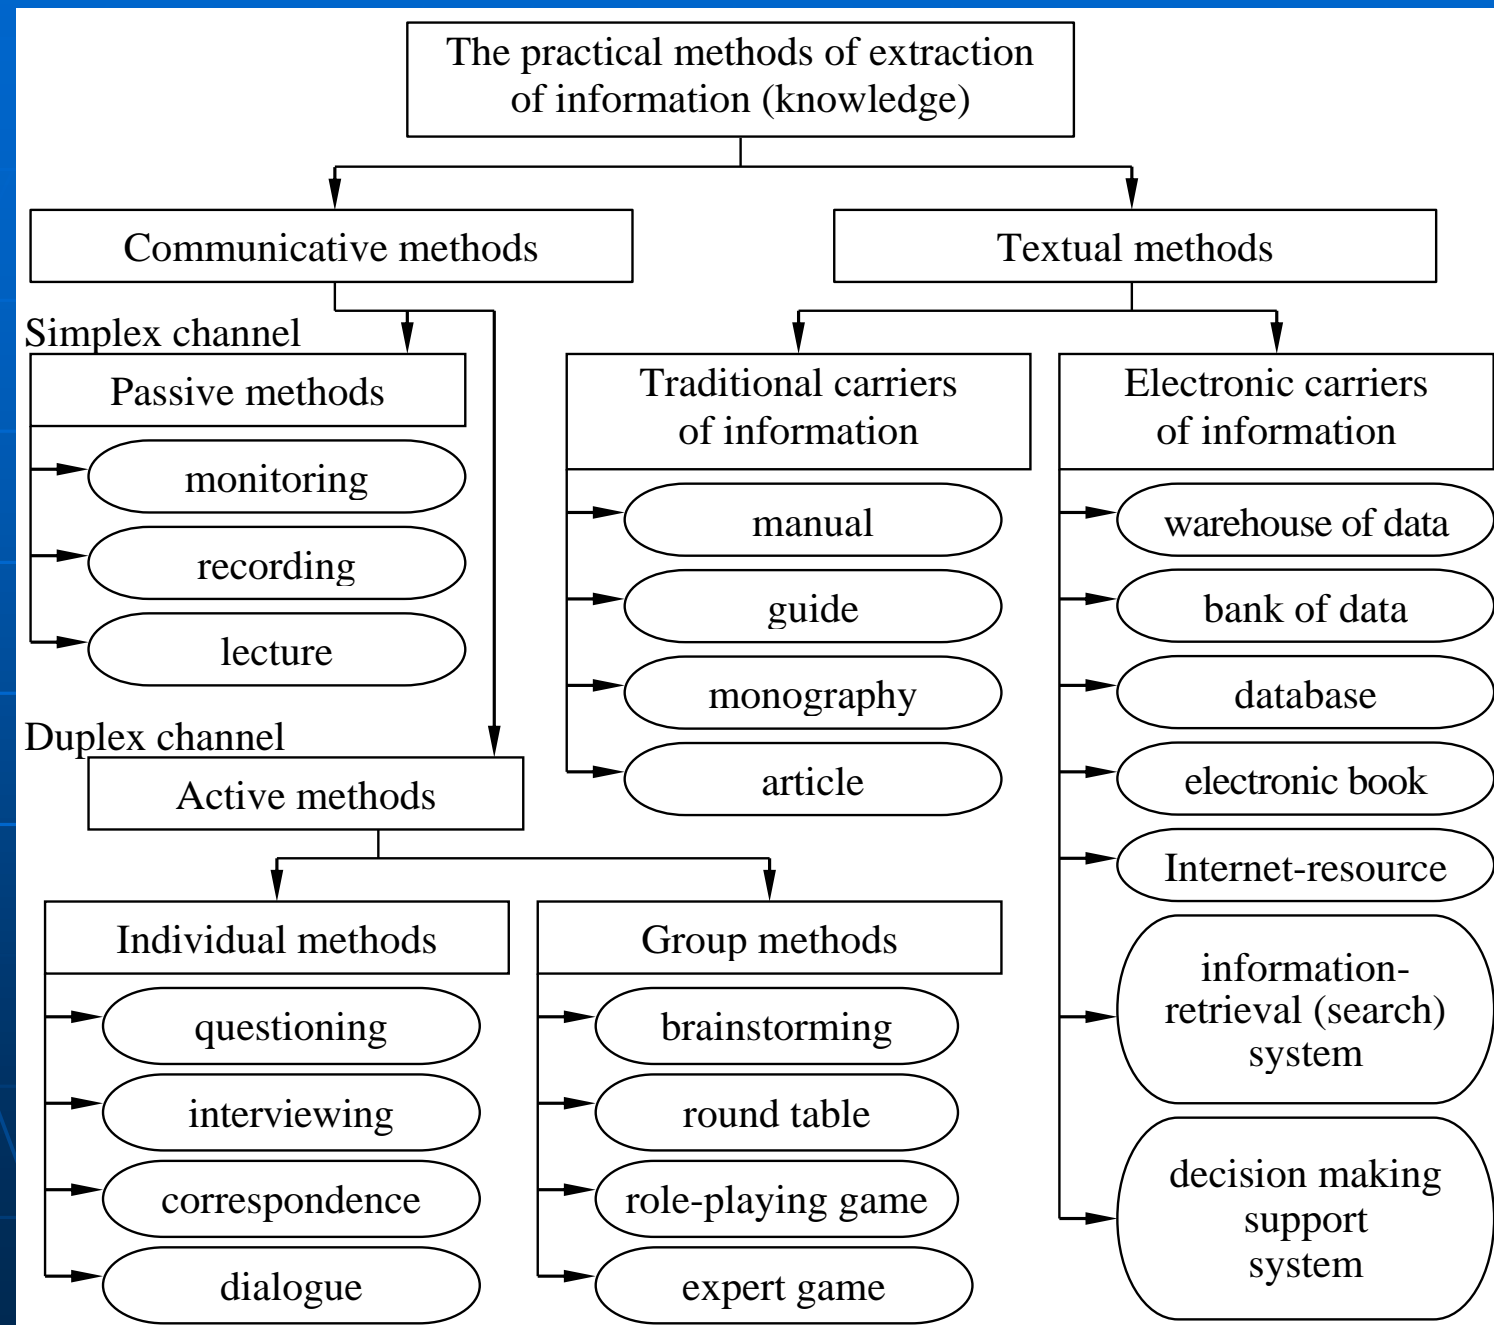 The practical methods of extraction
of information (knowledge)
Communicative methods
Textual methods
Simplex channel
Passive methods
monitoring
recording
lecture
Duplex channel
Active methods
Individual methods
questioning
interviewing
correspondence
dialogue
Group methods
brainstorming
round table
role-playing game
expert game
Traditional carriers
of information
manual
guide
monography
article
Electronic carriers
of information
warehouse of data
bank of data
database
electronic book
Internet-resource
information-
retrieval (search)
system
decision making
support
system